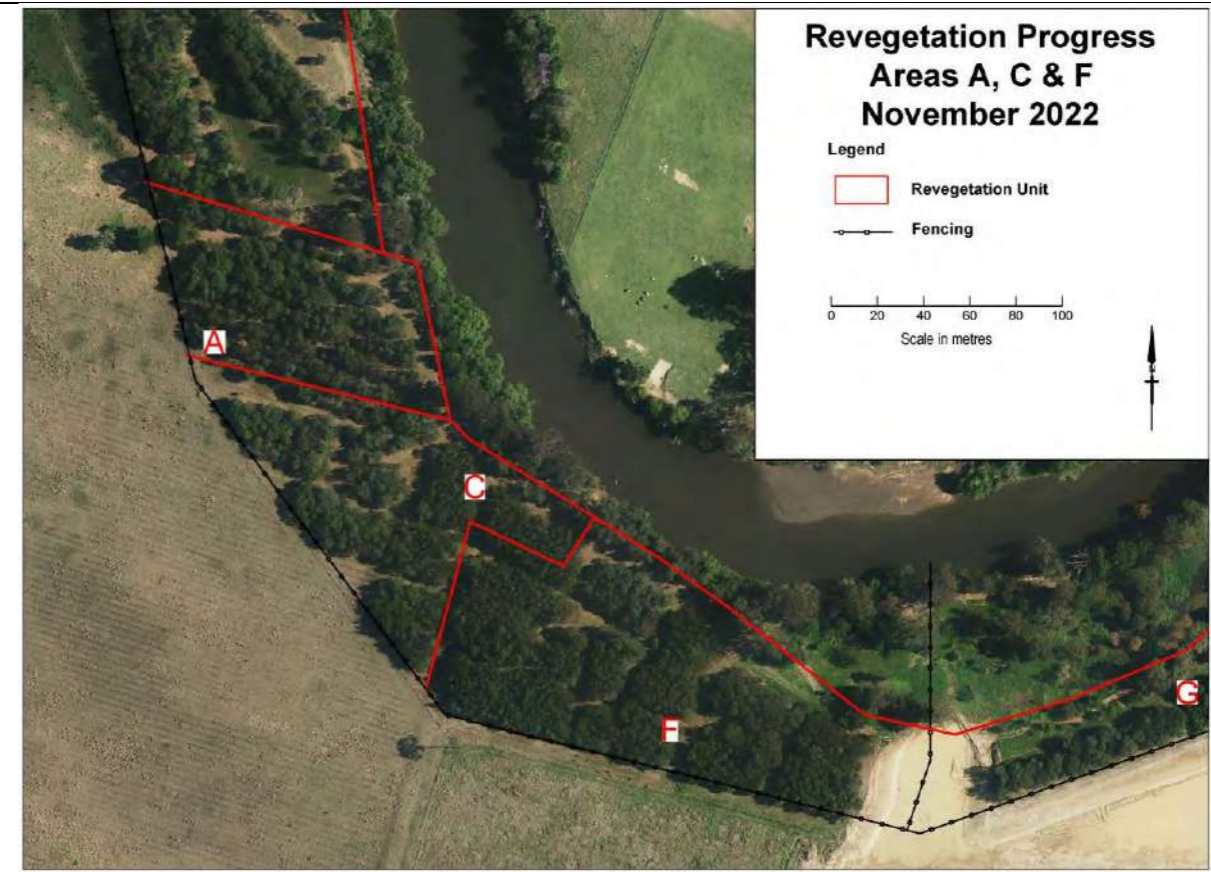 Revegetation Progress
Areas A, C & F
November 2022
Legend
Revegetation Unit
Fencing
0 20 40 60 80 100
Scale in metres
A
C
F
G